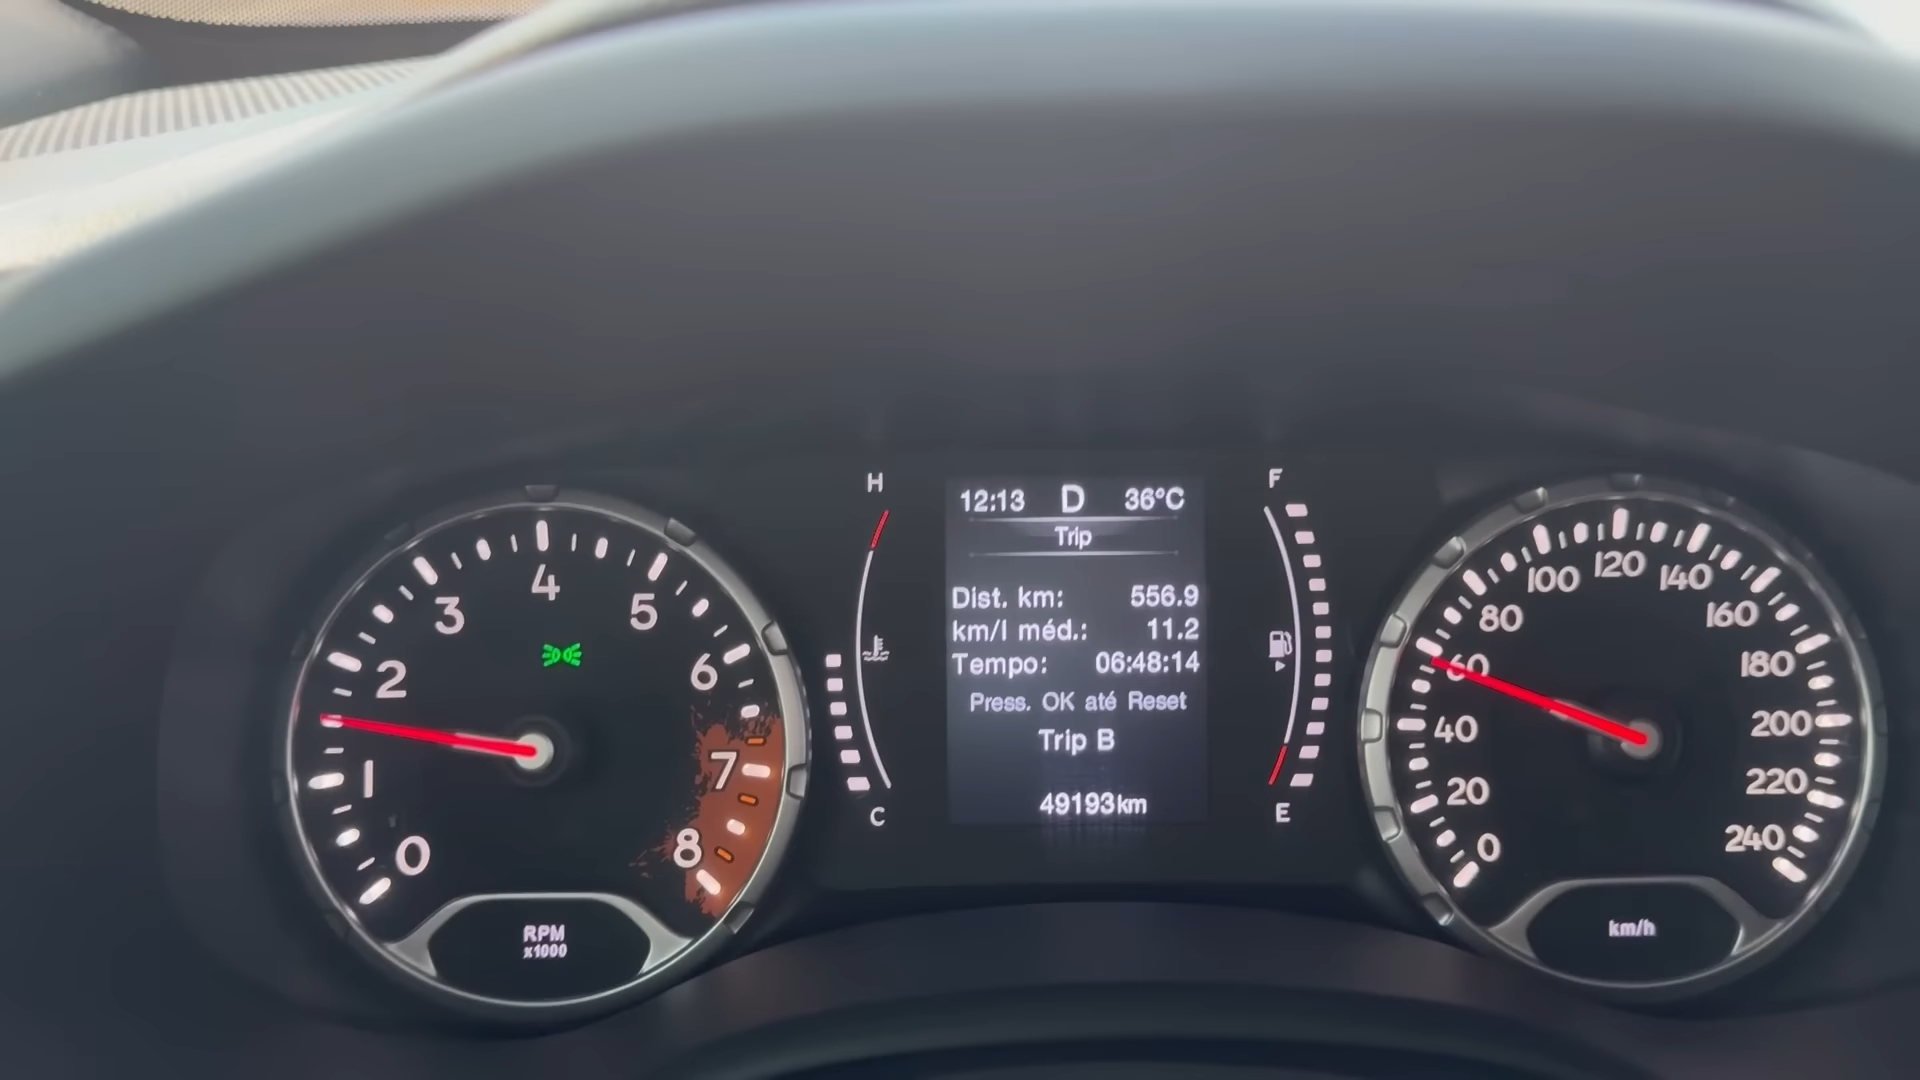 0
1
2
3
4
5
6
7
8
RPM
x1000
H
C
12:13 D 36°C
Trip
Dist. km: 556.9
km/l méd.: 11.2
Tempo: 06:48:14
Press. OK até Reset
Trip B
49193km
F
E
0
20
40
60
80
100
120
140
160
180
200
220
240
km/h